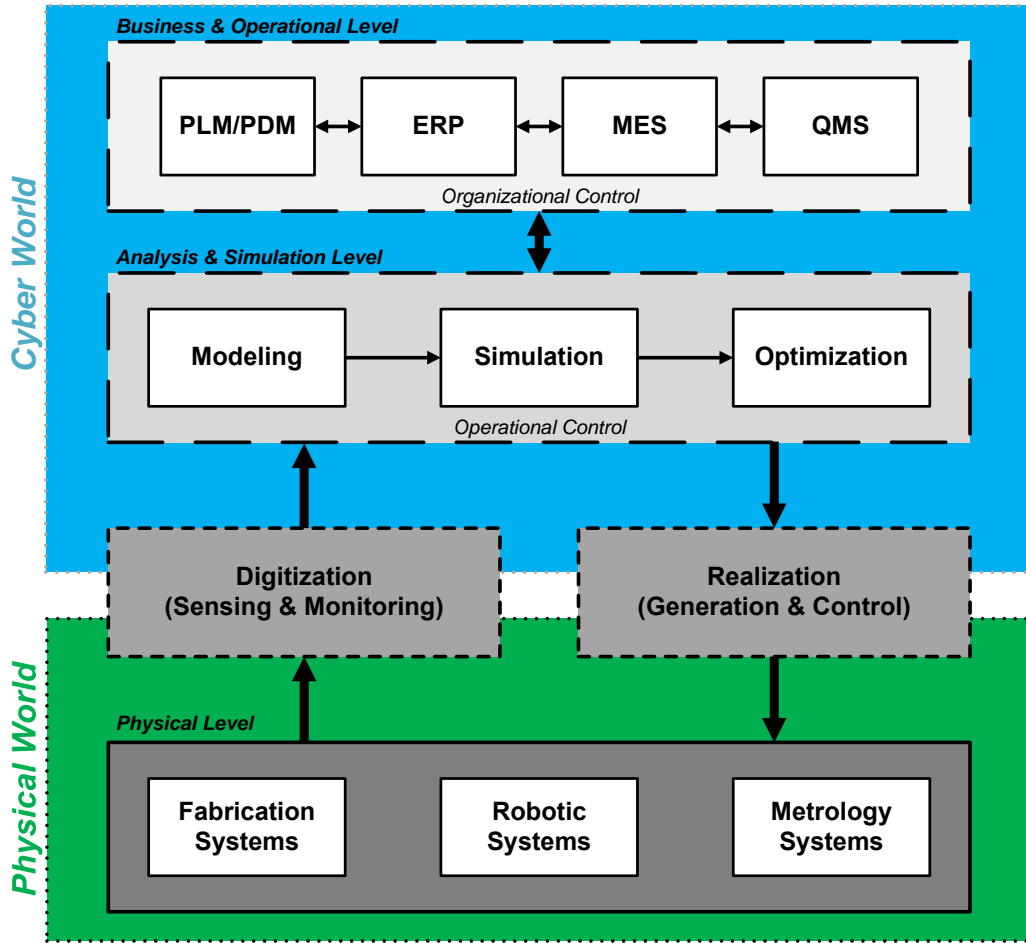 Business & Operational Level
PLM/PDM
ERP
MES
QMS
Organizational Control
Cyber World
Analysis & Simulation Level
Modeling
Simulation
Optimization
Operational Control
Digitization
(Sensing & Monitoring)
Realization
(Generation & Control)
Physical World
Physical Level
Fabrication
Systems
Robotic
Systems
Metrology
Systems